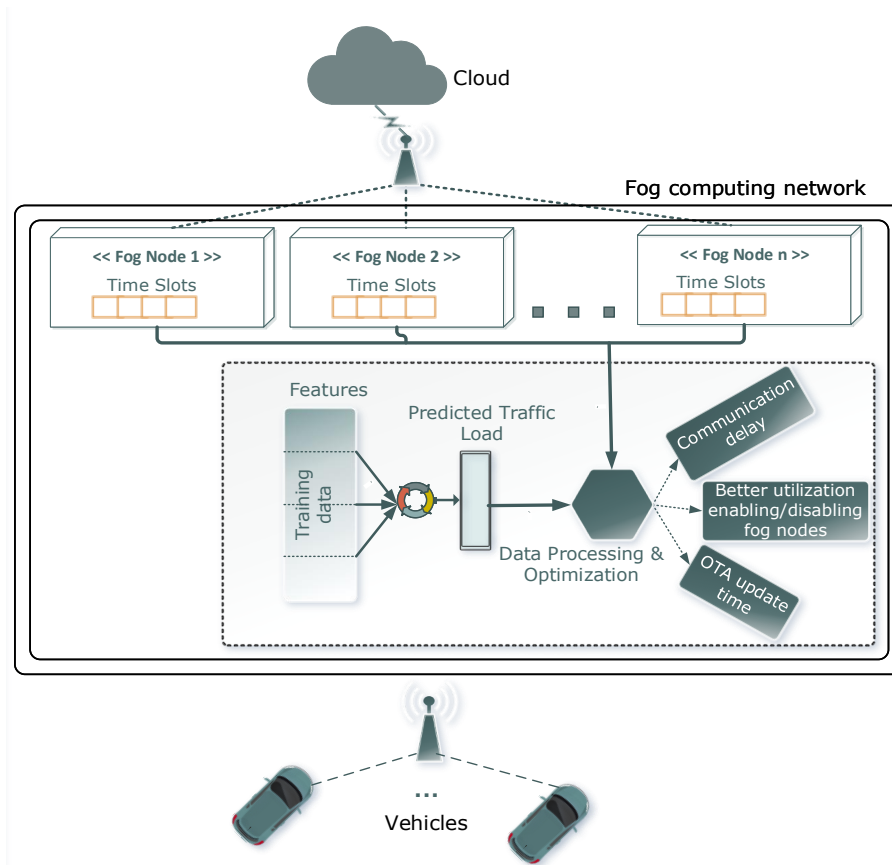 Cloud
Fog computing network
<< Fog Node 1 >>
Time Slots
<< Fog Node 2 >>
Time Slots
<< Fog Node n >>
Time Slots
Features
Training
data
Predicted Traffic
Load
Data Processing &
Optimization
Communication
delay
Better utilization
enabling/disabling
fog nodes
OTA update
time
...
Vehicles